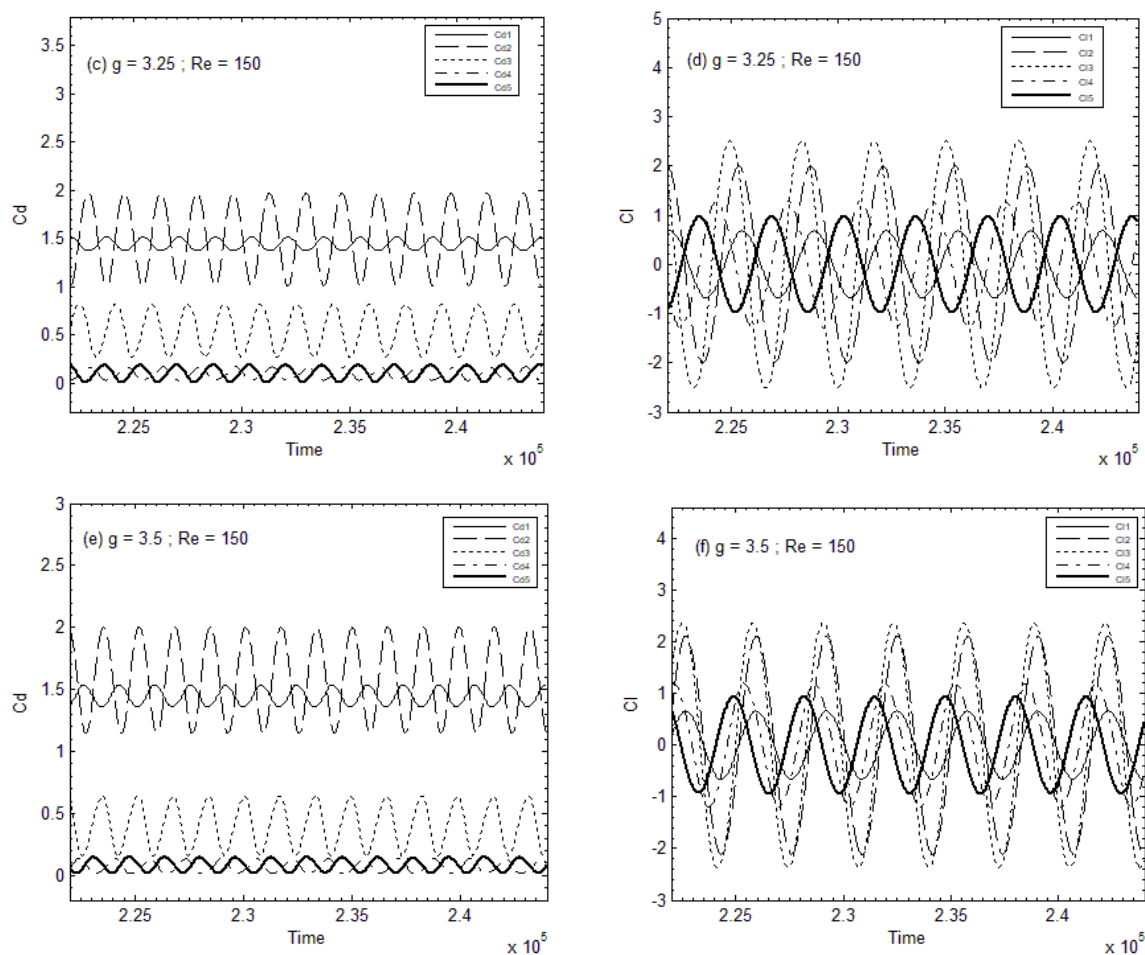 (c) g = 3.25 ; Re = 150
Cd1
Cd2
Cd3
Cd4
Cd5
3.5
3
2.5
2
1.5
1
0.5
0
Cd
2.25
2.3
2.35
2.4
Time
x 10^5
(d) g = 3.25 ; Re = 150
Cl1
Cl2
Cl3
Cl4
Cl5
5
4
3
2
1
0
-1
-2
-3
Cl
2.25
2.3
2.35
2.4
Time
x 10^5
(e) g = 3.5 ; Re = 150
Cd1
Cd2
Cd3
Cd4
Cd5
3
2.5
2
1.5
1
0.5
0
Cd
2.25
2.3
2.35
2.4
Time
x 10^5
(f) g = 3.5 ; Re = 150
Cl1
Cl2
Cl3
Cl4
Cl5
4
3
2
1
0
-1
-2
-3
Cl
2.25
2.3
2.35
2.4
Time
x 10^5